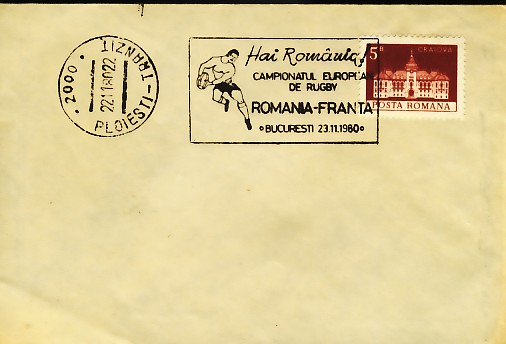 PLOIESTI - TRANZIT
· 2000 ·
22.11.80 22
Hai România!
CAMPIONATUL EUROPEAN
DE RUGBY
ROMANIA-FRANTA
BUCURESTI 23.11.1980
5 B
CRAIOVA
POSTA ROMANA